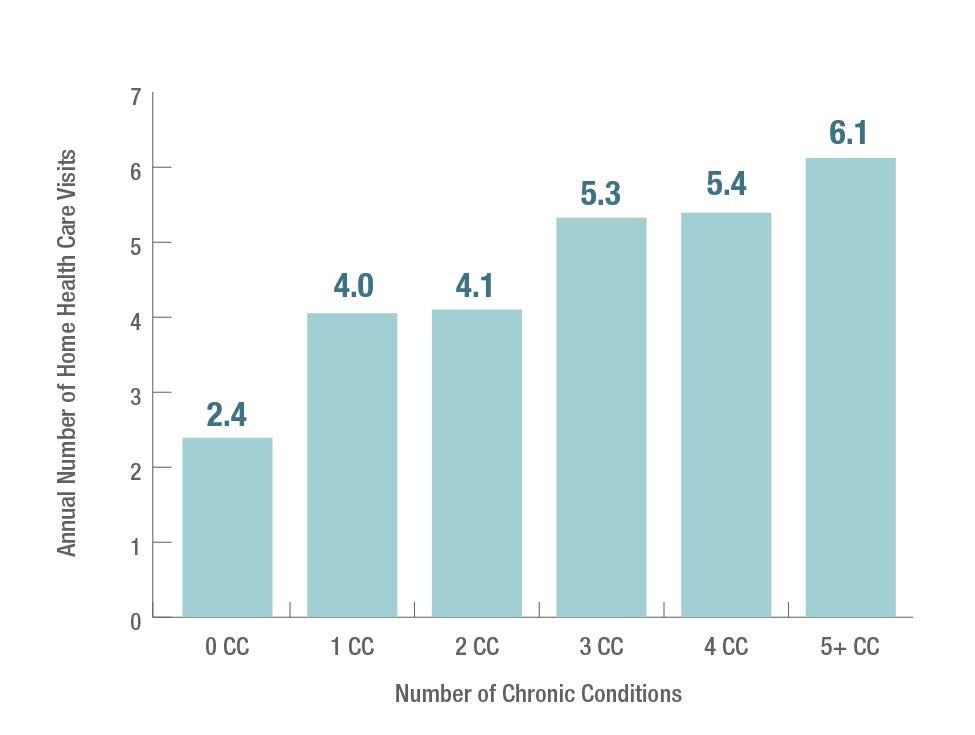 Annual Number of Home Health Care Visits
7
6
5
4
3
2
1
0
2.4
4.0
4.1
5.3
5.4
6.1
0 CC
1 CC
2 CC
3 CC
4 CC
5+ CC
Number of Chronic Conditions